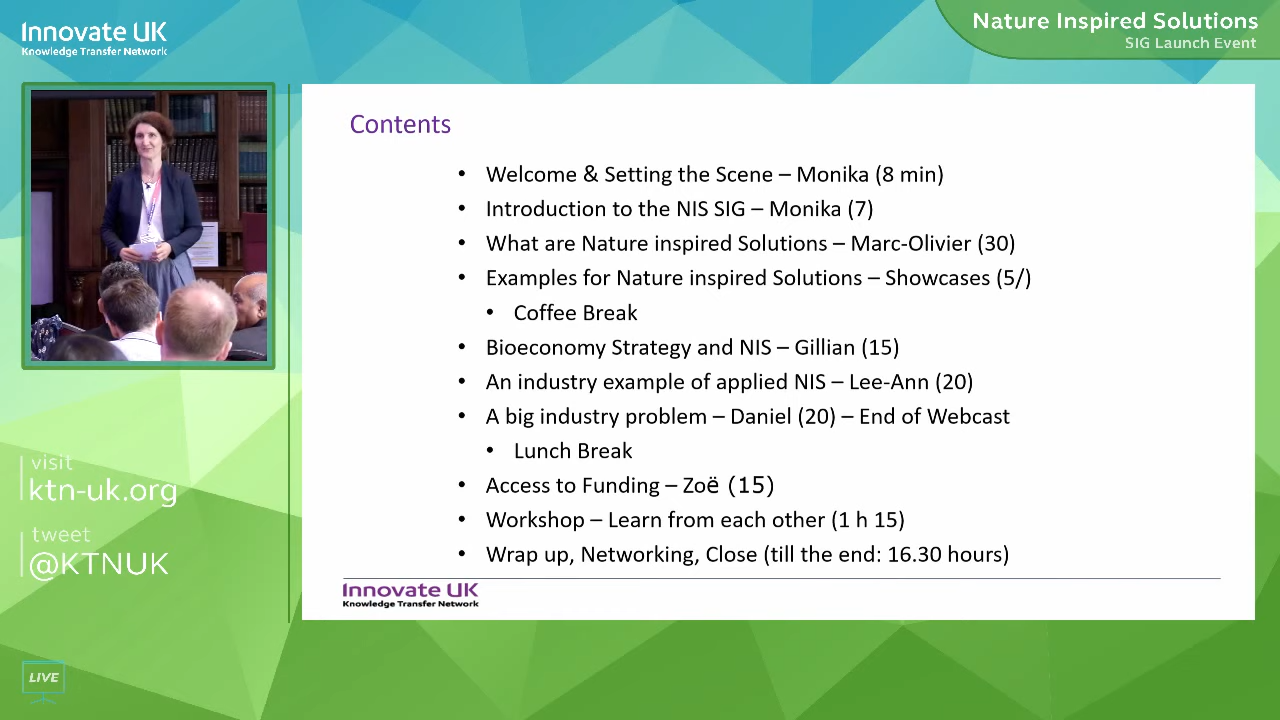 Innovate UK
Knowledge Transfer Network
Nature Inspired Solutions
SIG Launch Event
Contents
• Welcome & Setting the Scene – Monika (8 min)
• Introduction to the NIS SIG – Monika (7)
• What are Nature inspired Solutions – Marc-Olivier (30)
• Examples for Nature inspired Solutions – Showcases (5/)
• Coffee Break
• Bioeconomy Strategy and NIS – Gillian (15)
• An industry example of applied NIS – Lee-Ann (20)
• A big industry problem – Daniel (20) – End of Webcast
• Lunch Break
• Access to Funding – Zoë (15)
• Workshop – Learn from each other (1 h 15)
• Wrap up, Networking, Close (till the end: 16.30 hours)
Innovate UK
Knowledge Transfer Network
visit
ktn-uk.org
tweet
@KTNUK
LIVE